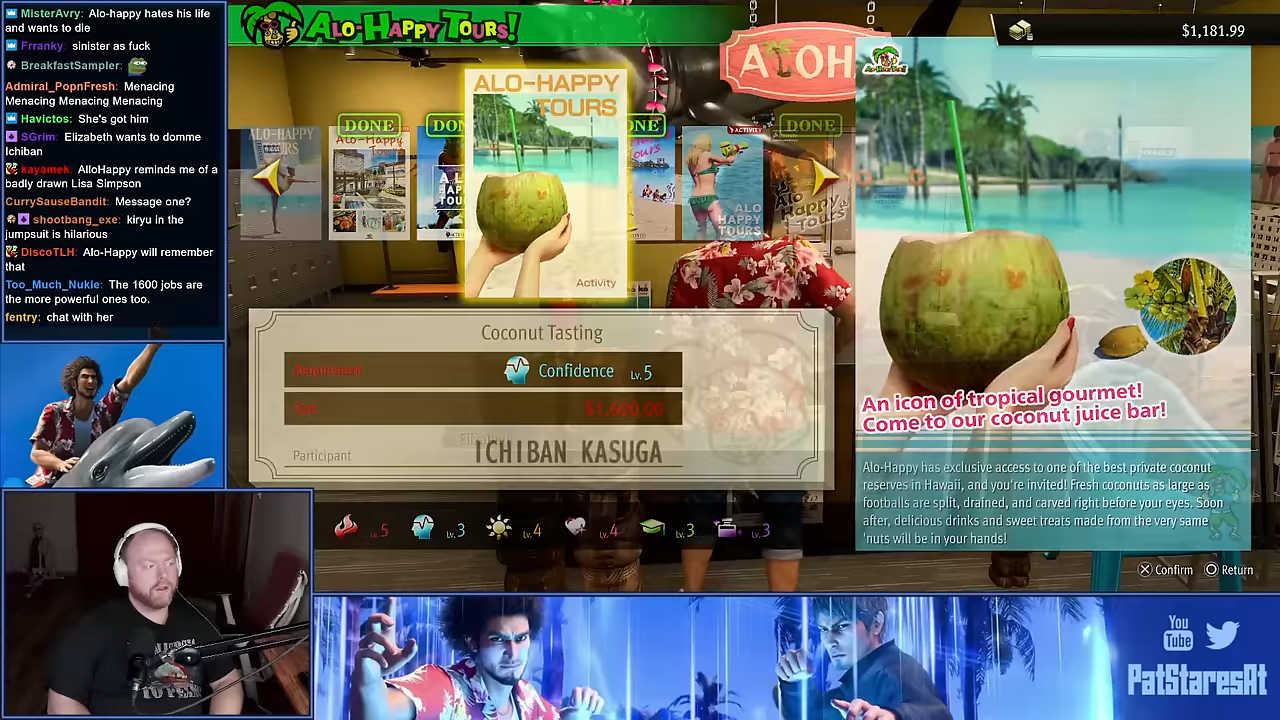 MisterAvry: Alo-happy hates his life
and wants to die
Frranky: sinister as fuck
BreakfastSampler:
Admiral_PopnFresh: Menacing
Menacing Menacing Menacing
Havictos: She's got him
SGrim: Elizabeth wants to domme
Ichiban
kayamek: AlloHappy reminds me of a
badly drawn Lisa Simpson
CurrySauseBandit: Message one?
shootbang_exe: kiryu in the
jumpsuit is hilarious
DiscoTLH: Alo-Happy will remember
that
Too_Much_Nukie: The 1600 jobs are
the more powerful ones too.
fentry: chat with her
ALO-HAPPY TOURS!
ALOH
$1,181.99
DONE
DONE
DONE
ALO-HAPPY
TOURS
Activity
ACTIVITY
ALO
HAPPY
TOURS
Alo
Happy
Tours
Coconut Tasting
Requirement
Confidence Lv. 5
Cost
$1,600.00
Participant
ICHIBAN KASUGA
Lv. 5
Lv. 3
Lv. 4
Lv. 4
Lv. 3
Lv. 3
An icon of tropical gourmet!
Come to our coconut juice bar!
Alo-Happy has exclusive access to one of the best private coconut
reserves in Hawaii, and you're invited! Fresh coconuts as large as
footballs are split, drained, and carved right before your eyes. Soon
after, delicious drinks and sweet treats made from the very same
'nuts will be in your hands!
Confirm
Return
You
Tube
PatStaresAt